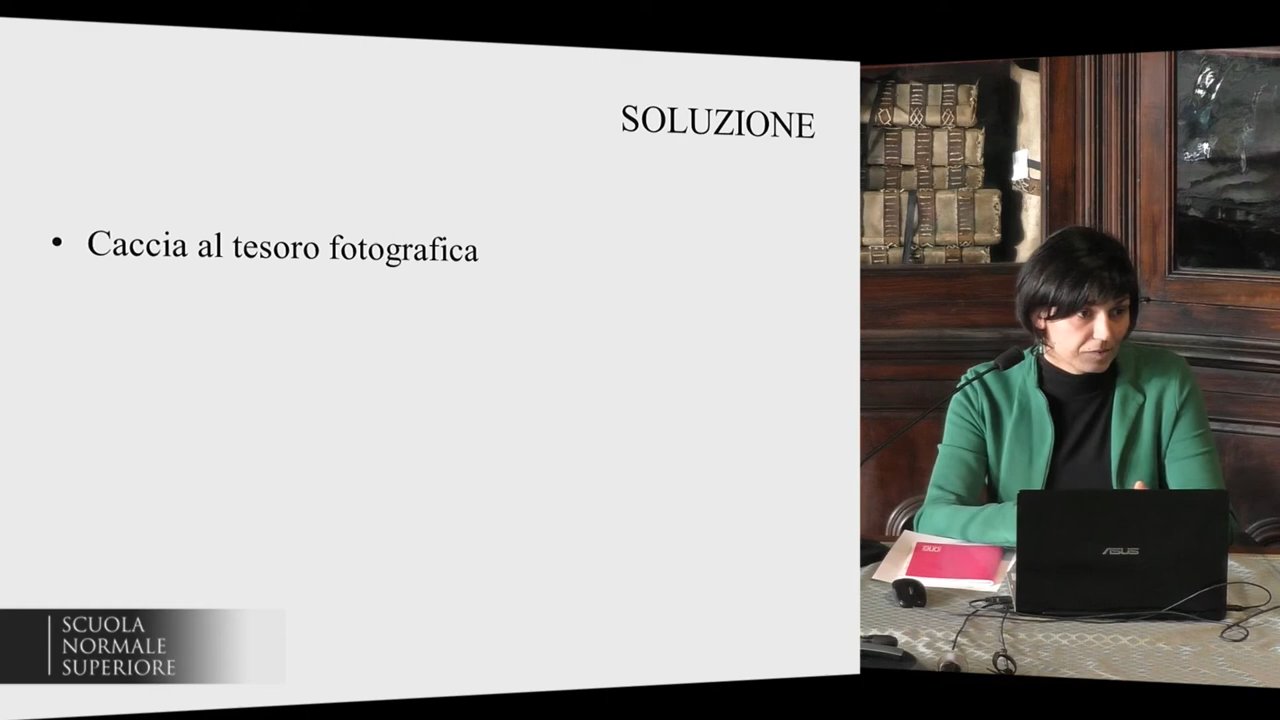 SOLUZIONE
• Caccia al tesoro fotografica
SCUOLA
NORMALE
SUPERIORE
ASUS